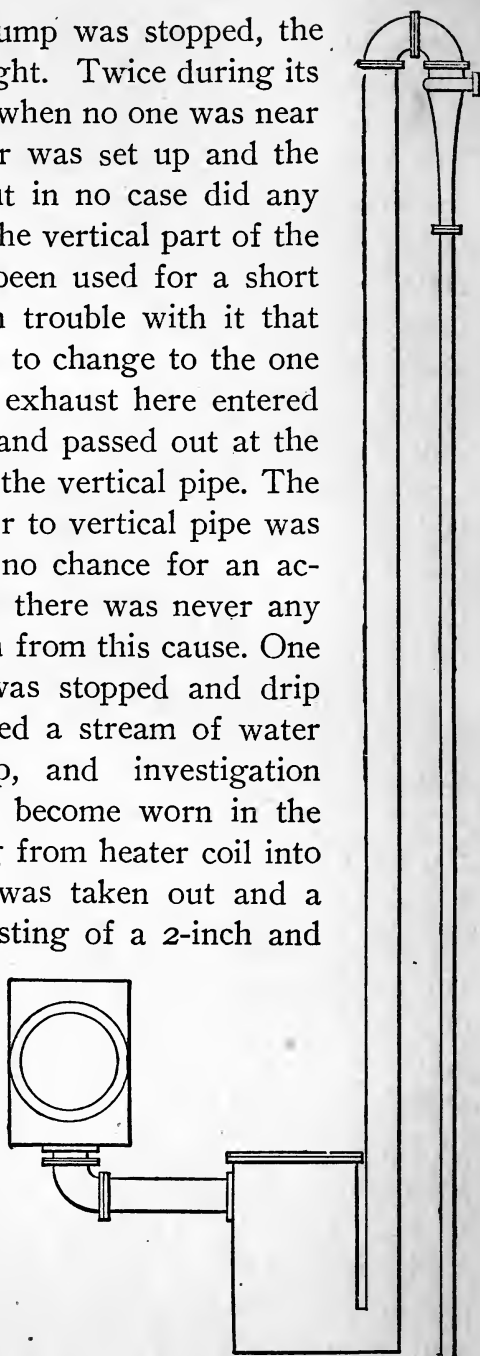 ump was stopped, the
ght. Twice during its
when no one was near
r was set up and the
ut in no case did any
he vertical part of the
been used for a short
h trouble with it that
to change to the one
exhaust here entered
and passed out at the
the vertical pipe. The
r to vertical pipe was
no chance for an ac-
there was never any
n from this cause. One
was stopped and drip
ed a stream of water
p, and investigation
become worn in the
g from heater coil into
was taken out and a
sting of a 2-inch and